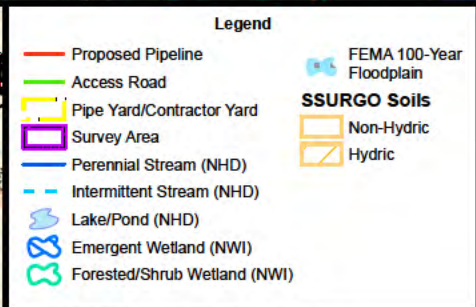 Legend
Proposed Pipeline
Access Road
Pipe Yard/Contractor Yard
Survey Area
Perennial Stream (NHD)
Intermittent Stream (NHD)
Lake/Pond (NHD)
Emergent Wetland (NWI)
Forested/Shrub Wetland (NWI)
FEMA 100-Year
Floodplain
SSURGO Soils
Non-Hydric
Hydric